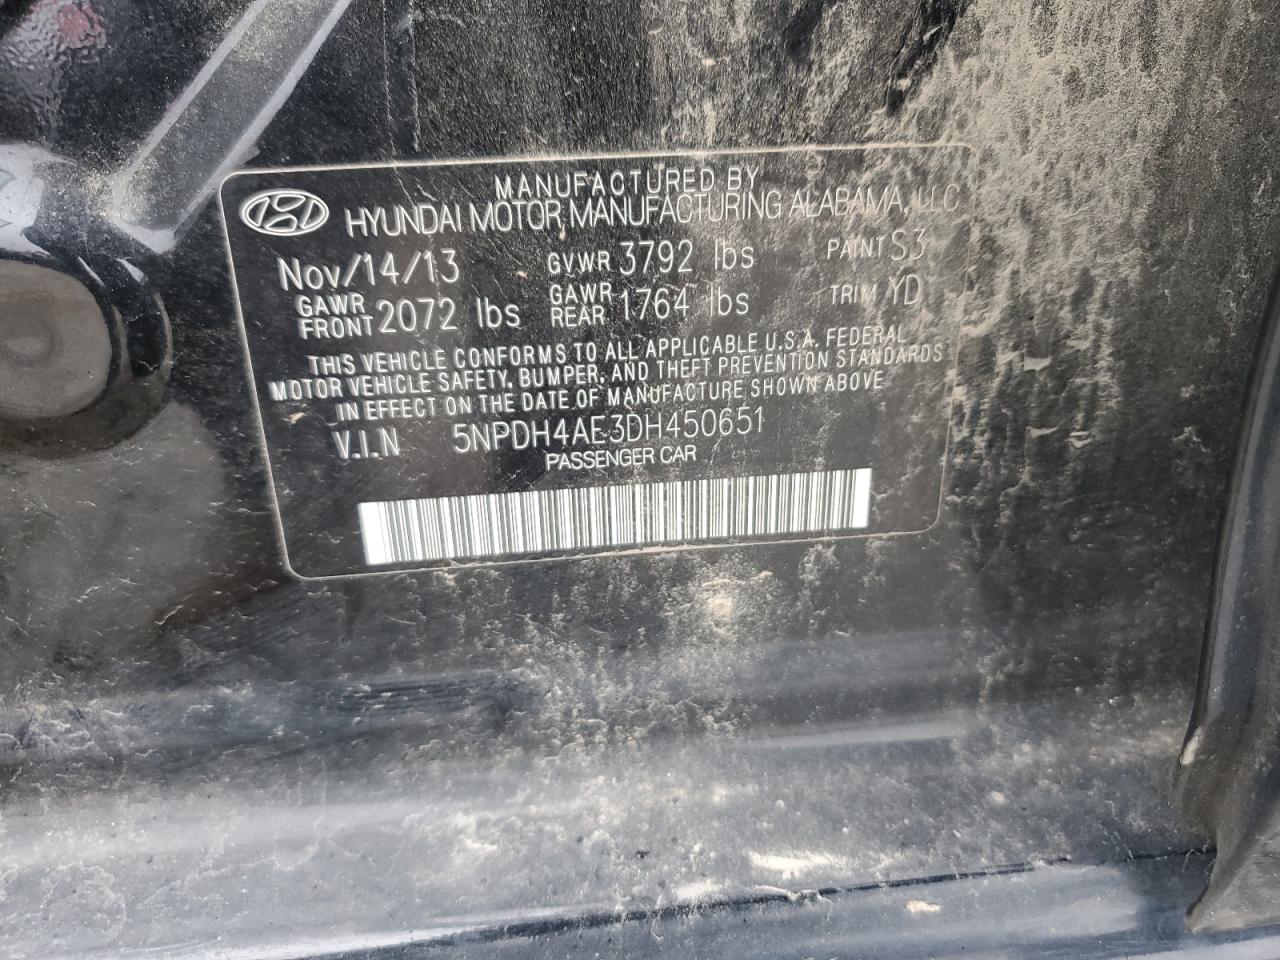 MANUFACTURED BY
HYUNDAI MOTOR MANUFACTURING ALABAMA, LLC
Nov/14/13 GVWR 3792 lbs PAINT S3
GAWR FRONT 2072 lbs GAWR REAR 1764 lbs TRIM YD
THIS VEHICLE CONFORMS TO ALL APPLICABLE U.S.A. FEDERAL
MOTOR VEHICLE SAFETY, BUMPER, AND THEFT PREVENTION STANDARDS
IN EFFECT ON THE DATE OF MANUFACTURE SHOWN ABOVE
V.I.N 5NPDH4AE3DH450651
PASSENGER CAR